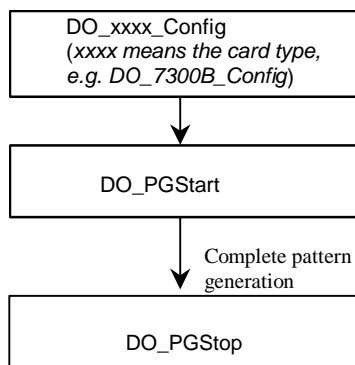 DO_xxxx_Config
(xxxx means the card type,
e.g. DO_7300B_Config)
DO_PGStart
Complete pattern
generation
DO_PGStop